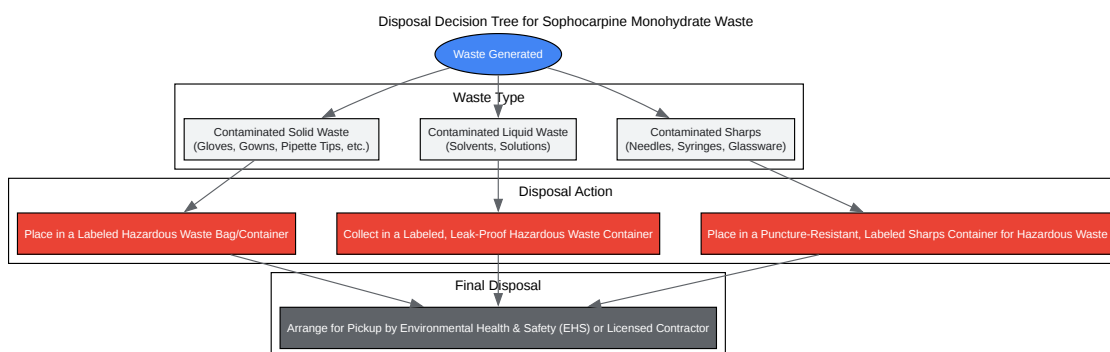 Disposal Decision Tree for Sophocarpine Monohydrate Waste
Waste Generated
Waste Type
Contaminated Solid Waste
(Gloves, Gowns, Pipette Tips, etc.)
Contaminated Liquid Waste
(Solvents, Solutions)
Contaminated Sharps
(Needles, Syringes, Glassware)
Disposal Action
Place in a Labeled Hazardous Waste Bag/Container
Collect in a Labeled, Leak-Proof Hazardous Waste Container
Place in a Puncture-Resistant, Labeled Sharps Container for Hazardous Waste
Final Disposal
Arrange for Pickup by Environmental Health & Safety (EHS) or Licensed Contractor